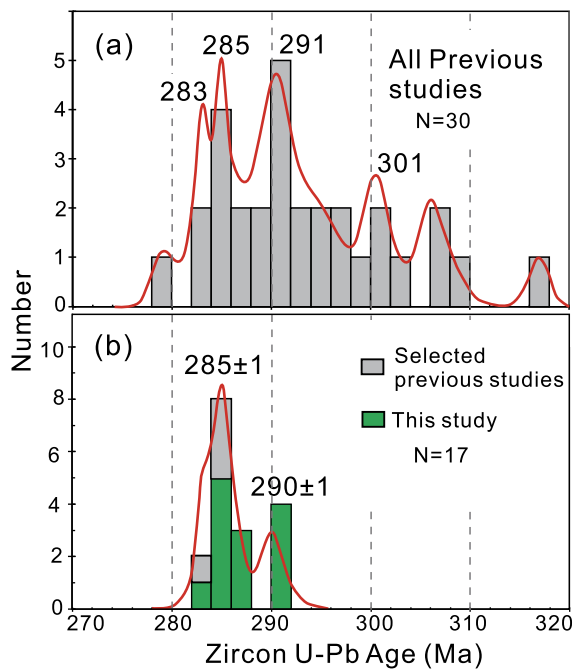 (a)
285
291
283
301
All Previous
studies
N=30
5
4
3
2
1
0
Number
(b)
285±1
290±1
Selected
previous studies
This study
N=17
10
8
6
4
2
0
270
280
290
300
310
320
Zircon U-Pb Age (Ma)